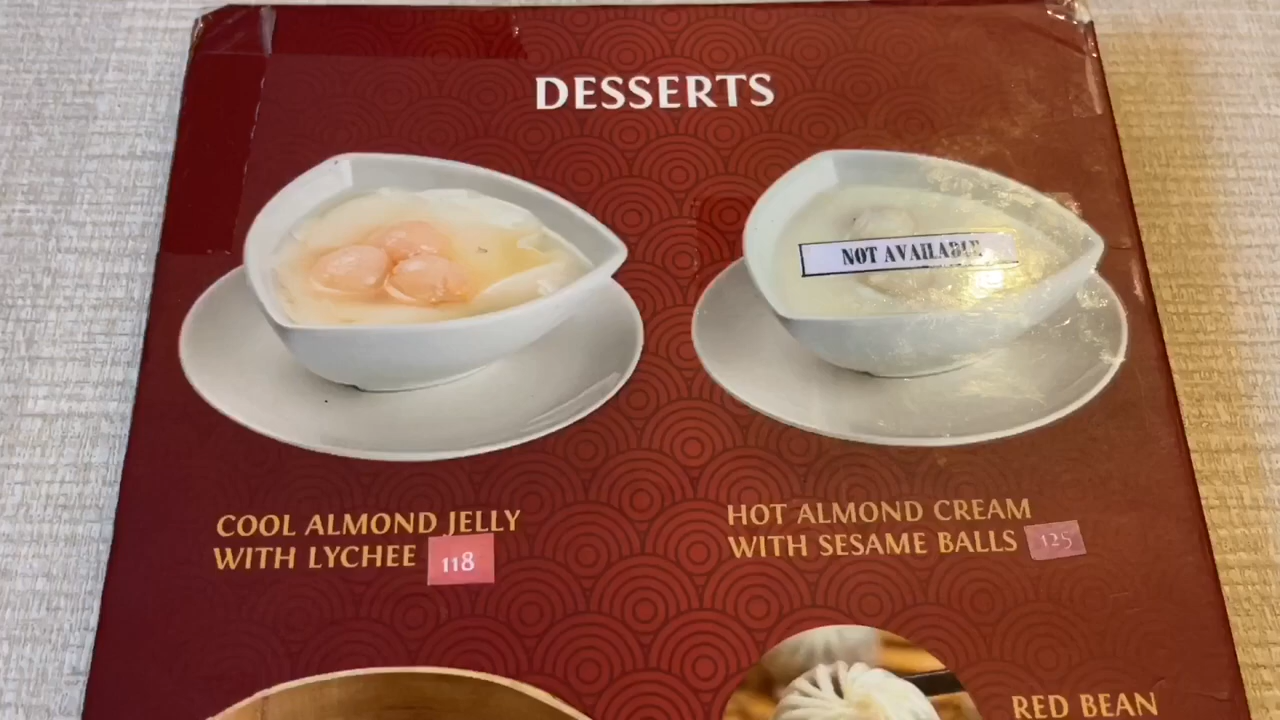 DESSERTS
NOT AVAILABLE
COOL ALMOND JELLY
WITH LYCHEE 118
HOT ALMOND CREAM
WITH SESAME BALLS 125
RED BEAN